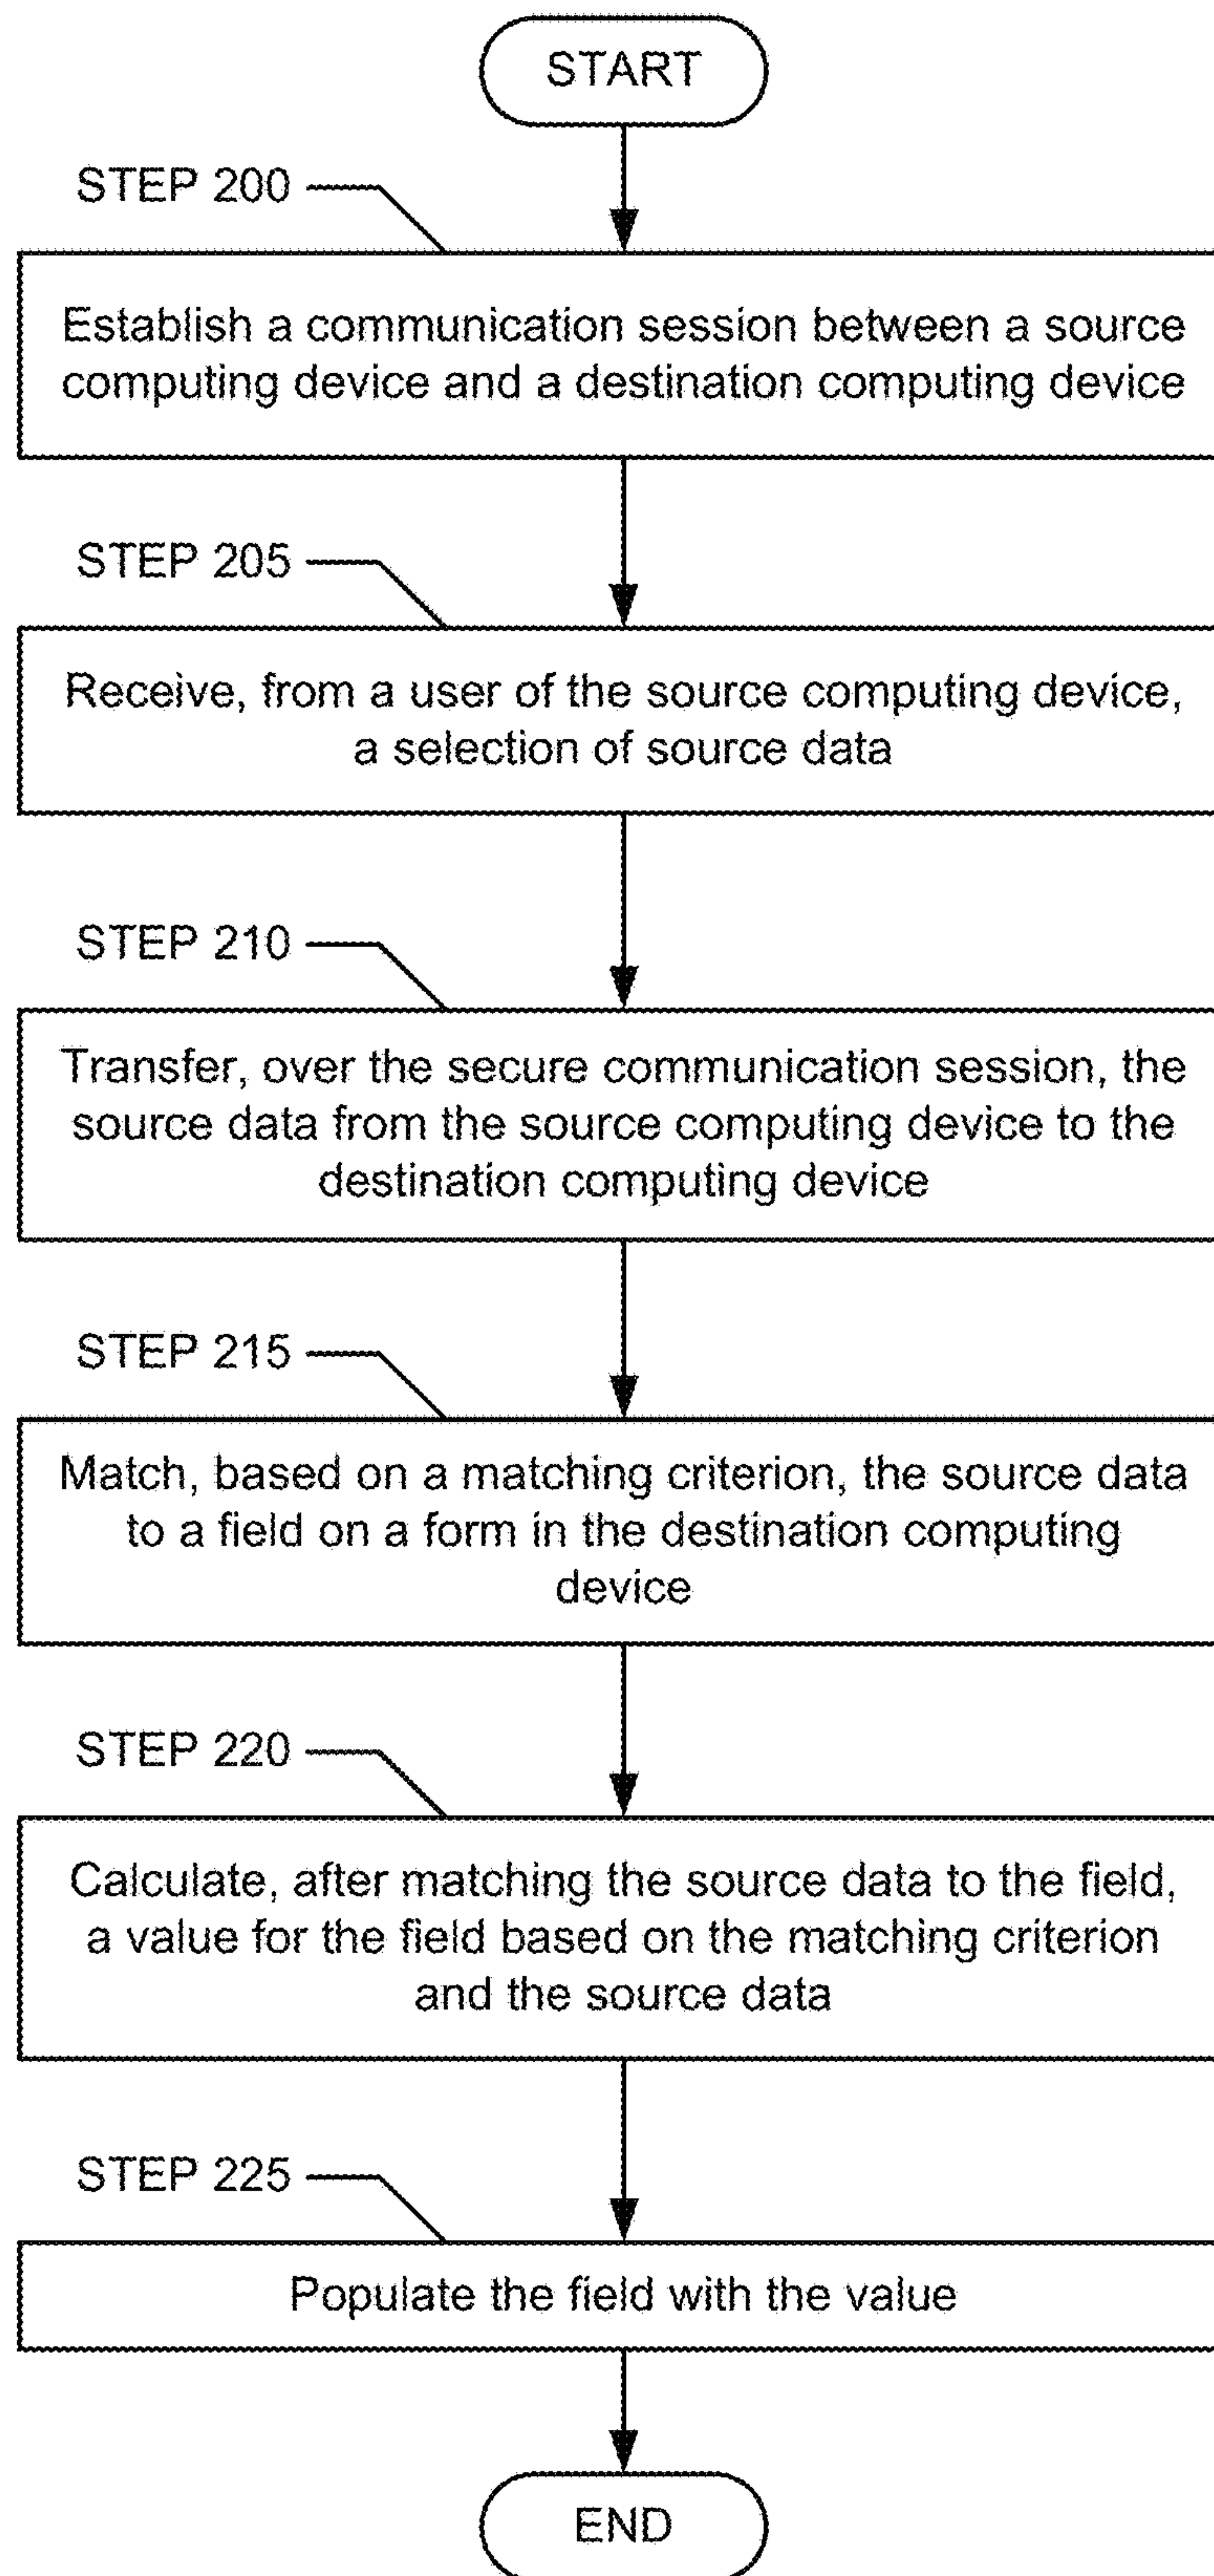 START
STEP 200
Establish a communication session between a source
computing device and a destination computing device
STEP 205
Receive, from a user of the source computing device,
a selection of source data
STEP 210
Transfer, over the secure communication session, the
source data from the source computing device to the
destination computing device
STEP 215
Match, based on a matching criterion, the source data
to a field on a form in the destination computing
device
STEP 220
Calculate, after matching the source data to the field,
a value for the field based on the matching criterion
and the source data
STEP 225
Populate the field with the value
END